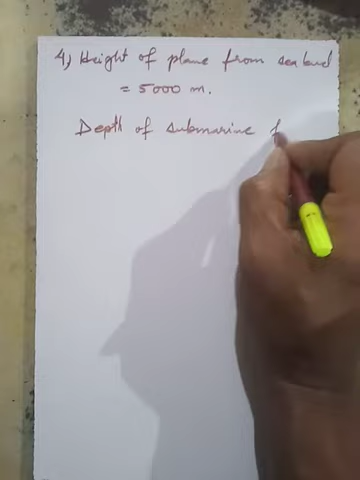 4) Height of plane from sea level
= 5000 m.
Depth of submarine f